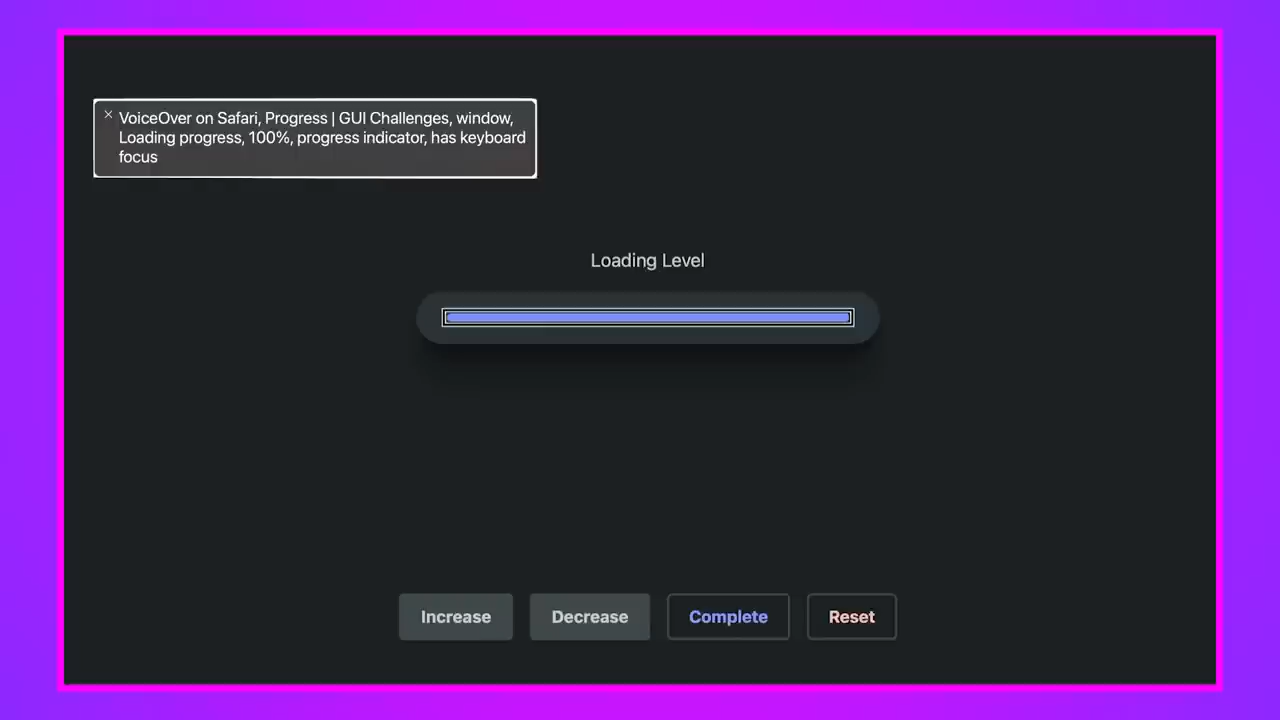 VoiceOver on Safari, Progress | GUI Challenges, window,
Loading progress, 100%, progress indicator, has keyboard
focus
Loading Level
Increase
Decrease
Complete
Reset